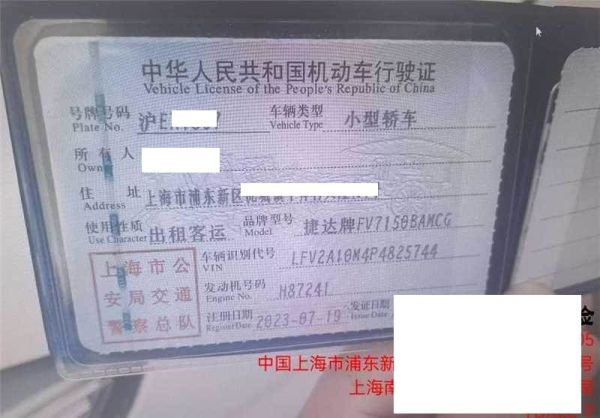 中华人民共和国机动车行驶证
Vehicle License of the People's Republic of China
号牌号码 沪E 车辆类型 小型轿车
Plate No. Vehicle Type
所有人
Owner
住址 上海市浦东新区
Address
使用性质 出租客运 品牌型号 捷达牌FV7150BAMCG
Use Character Model
车辆识别代号 LFV2A10M4P4825744
VIN
上海市公
安局交通
警察总队
发动机号码 H87241
Engine No.
注册日期 2023-07-19 发证日期
Register Date
险
05
中国上海市浦东新 号
上海南 局